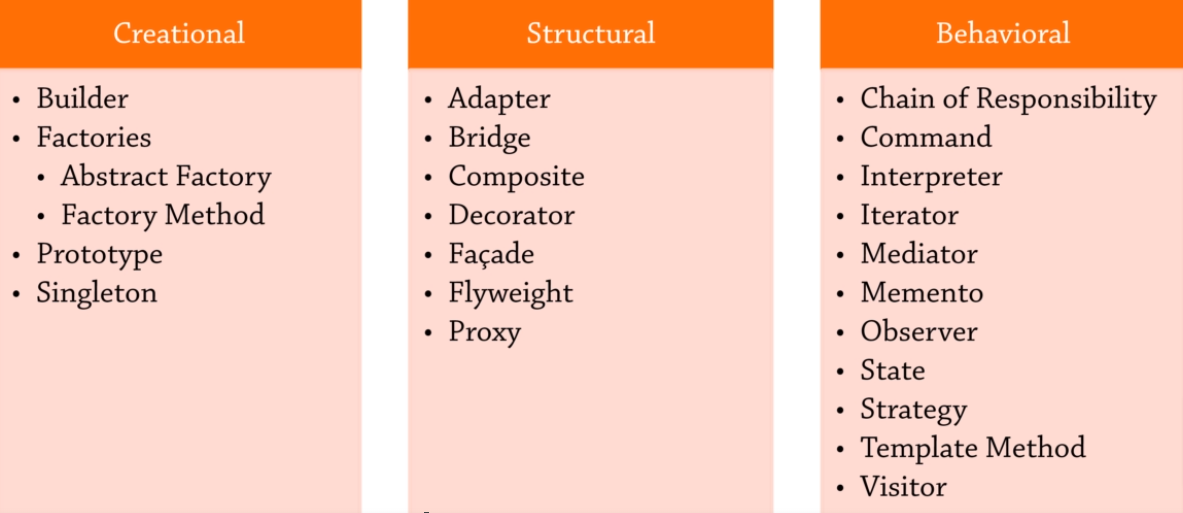 Creational
• Builder
• Factories
• Abstract Factory
• Factory Method
• Prototype
• Singleton
Structural
• Adapter
• Bridge
• Composite
• Decorator
• Façade
• Flyweight
• Proxy
Behavioral
• Chain of Responsibility
• Command
• Interpreter
• Iterator
• Mediator
• Memento
• Observer
• State
• Strategy
• Template Method
• Visitor